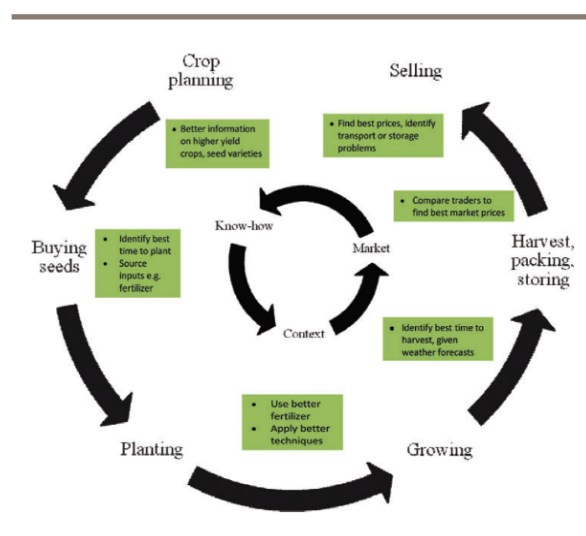 Crop
planning
• Better information
on higher yield
crops, seed varieties
Selling
• Find best prices, identify
transport or storage
problems
• Compare traders to
find best market prices
Know-how
Market
Context
Buying
seeds
• Identify best
time to plant
• Source
inputs e.g.
fertilizer
Harvest,
packing,
storing
• Identify best time to
harvest, given
weather forecasts
• Use better
fertilizer
• Apply better
techniques
Planting
Growing